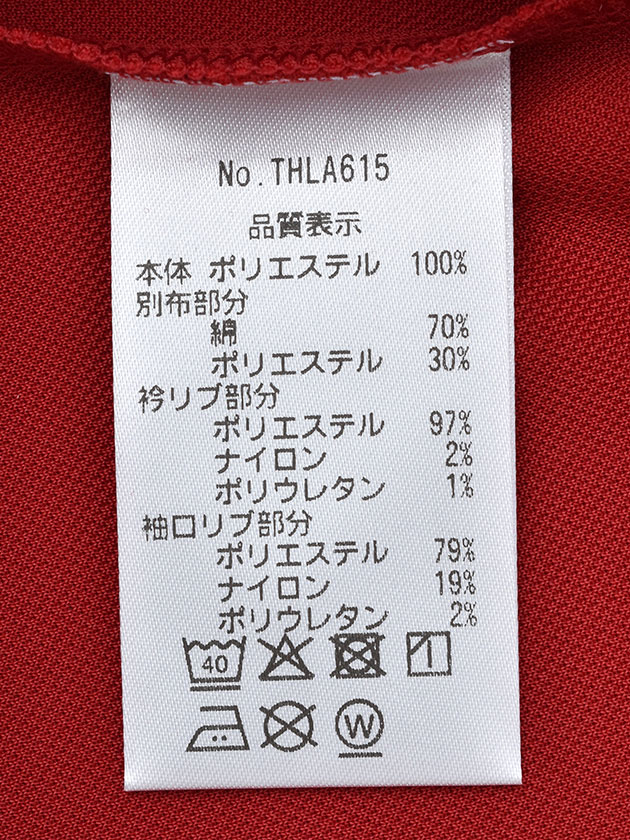 No.THLA615
品質表示
本体 ポリエステル 100%
別布部分
綿 70%
ポリエステル 30%
衿リブ部分
ポリエステル 97%
ナイロン 2%
ポリウレタン 1%
袖口リブ部分
ポリエステル 79%
ナイロン 19%
ポリウレタン 2%
40
W